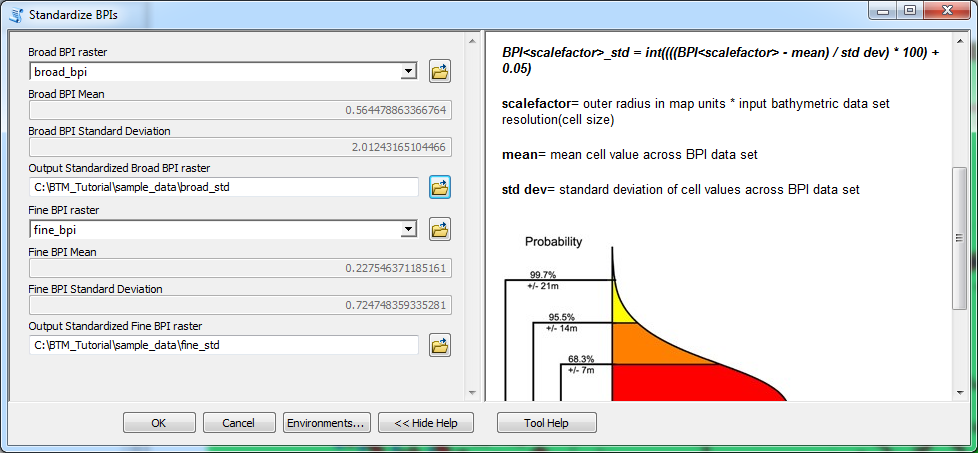 Standardize BPIs
Broad BPI raster
broad_bpi
Broad BPI Mean
0.564478863366764
Broad BPI Standard Deviation
2.01243165104466
Output Standardized Broad BPI raster
C:\BTM_Tutorial\sample_data\broad_std
Fine BPI raster
fine_bpi
Fine BPI Mean
0.227546371185161
Fine BPI Standard Deviation
0.724748359335281
Output Standardized Fine BPI raster
C:\BTM_Tutorial\sample_data\fine_std
BPI<scalefactor>_std = int((((BPI<scalefactor> - mean) / std dev) * 100) +
0.05)
scalefactor= outer radius in map units * input bathymetric data set
resolution(cell size)
mean= mean cell value across BPI data set
std dev= standard deviation of cell values across BPI data set
Probability
99.7%
+/- 21m
95.5%
+/- 14m
68.3%
+/- 7m
OK
Cancel
Environments...
<< Hide Help
Tool Help